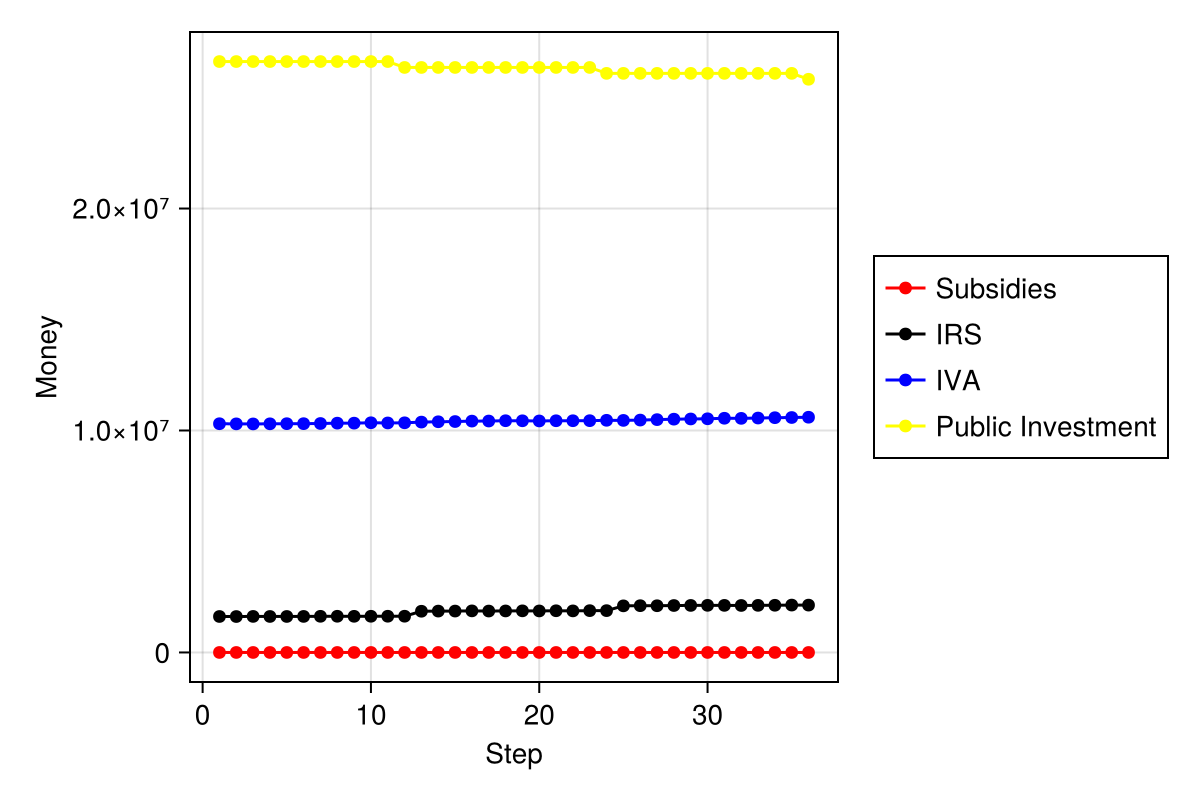 2.0×10⁷
1.0×10⁷
0
Money
0 10 20 30
Step
Subsidies
IRS
IVA
Public Investment